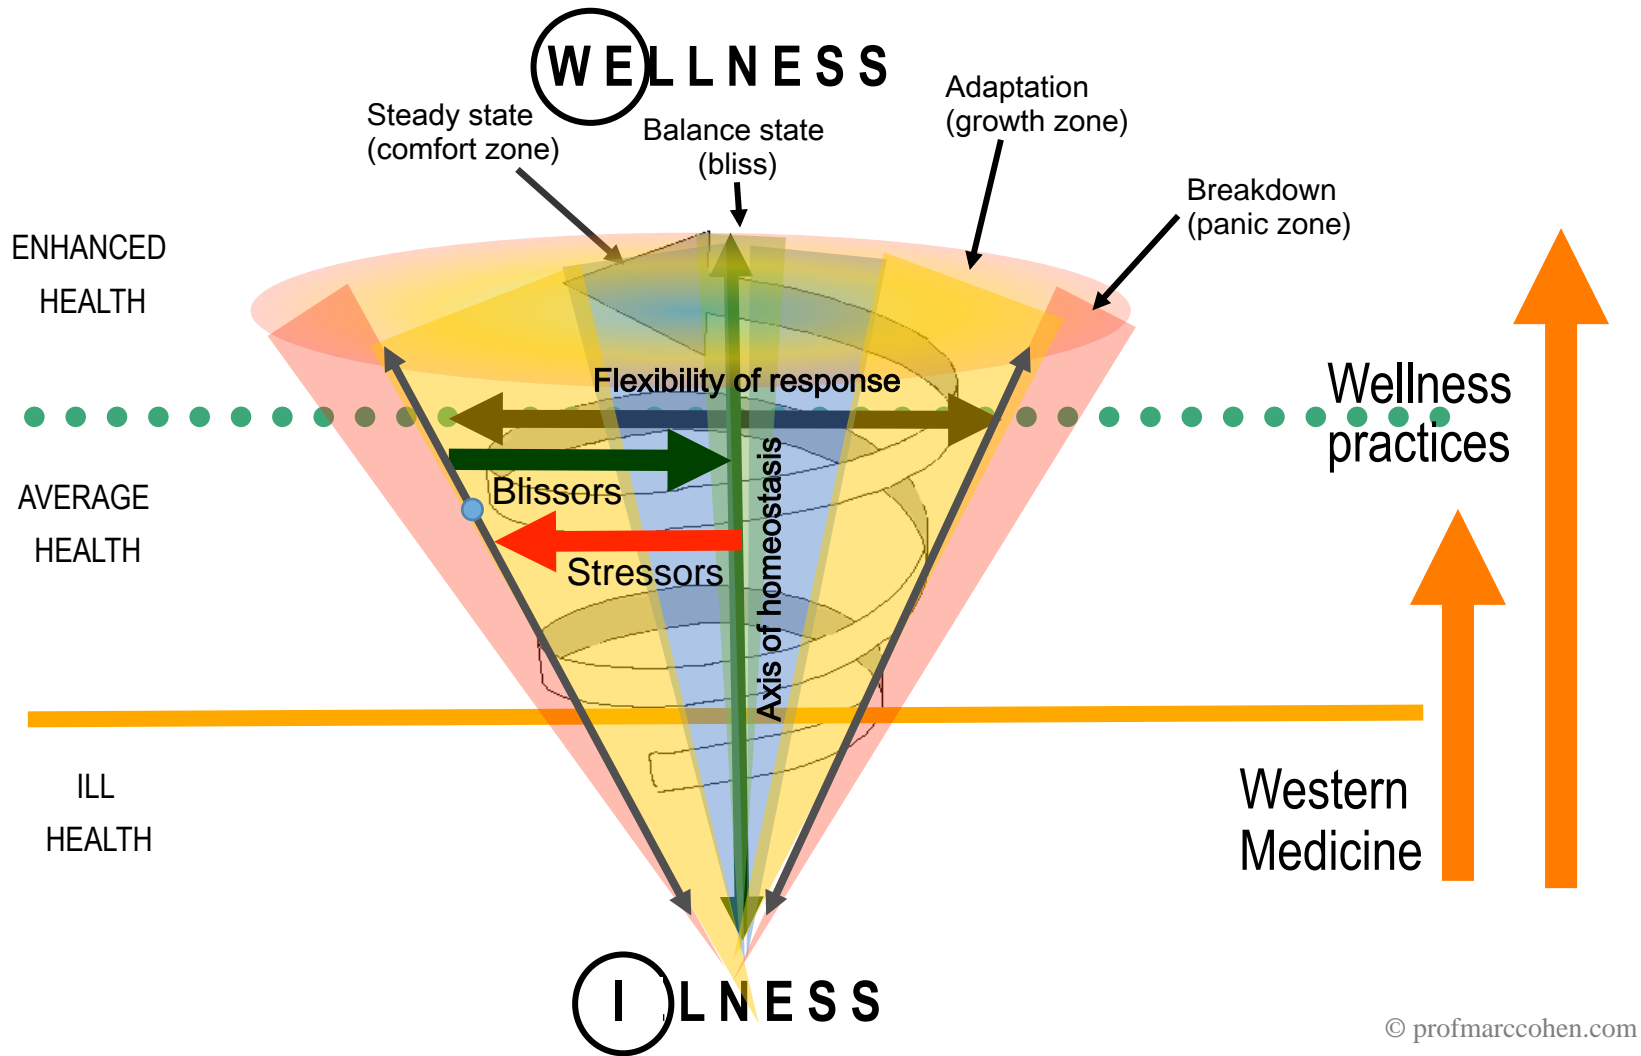 WELLNESS
Adaptation
(growth zone)
Steady state
(comfort zone)
Balance state
(bliss)
Breakdown
(panic zone)
ENHANCED
HEALTH
Flexibility of response
Wellness
practices
Blissors
AVERAGE
HEALTH
Stressors
Axis of homeostasis
ILL
HEALTH
Western
Medicine
I LNESS
© profmarccohen.com